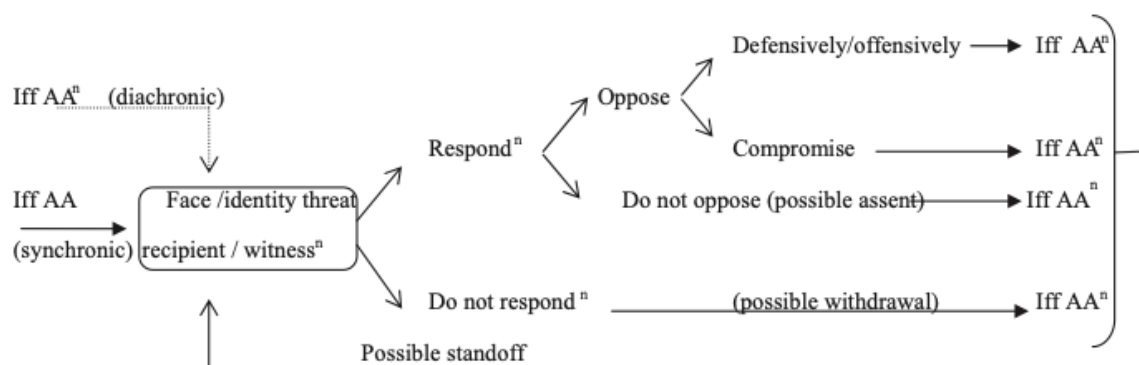 Defensively/offensively Iff AAⁿ
Iff AAⁿ (diachronic) Oppose
Respondⁿ Compromise Iff AAⁿ
Iff AA Face /identity threat Do not oppose (possible assent) Iff AAⁿ
(synchronic) recipient / witnessⁿ
Do not respondⁿ (possible withdrawal) Iff AAⁿ
Possible standoff